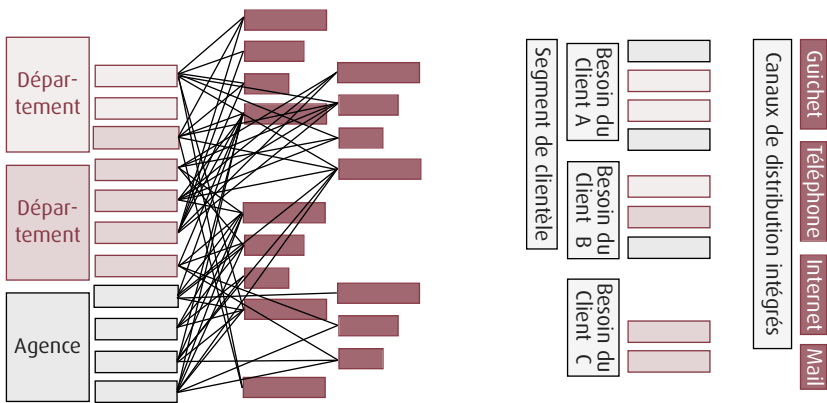 Dépar-
tement
Dépar-
tement
Agence
Segment de clientèle
Besoin du
Client A
Besoin du
Client B
Besoin du
Client C
Canaux de distribution intégrés
Guichet
Téléphone
Internet
Mail